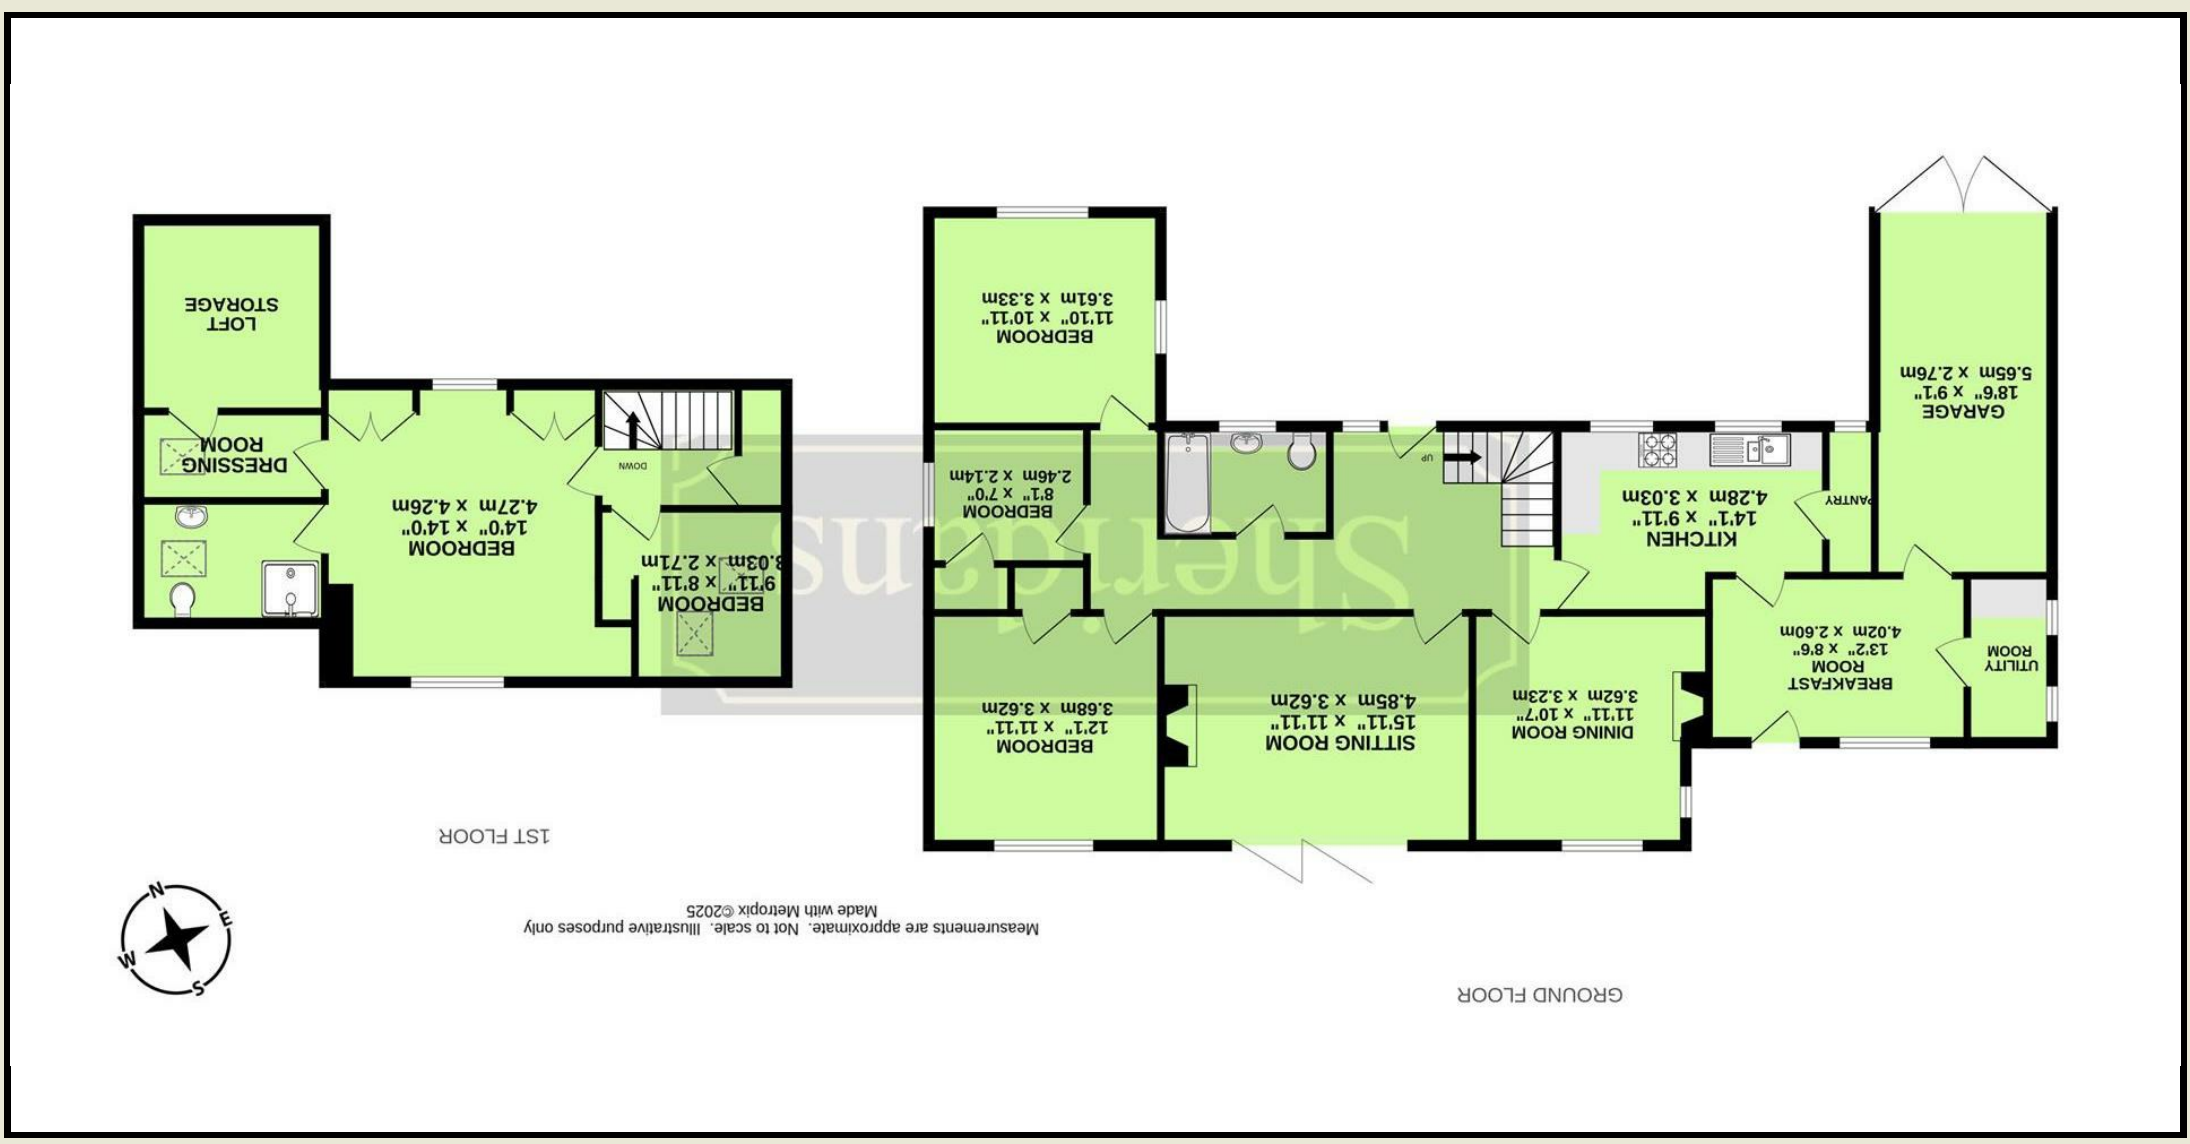 GROUND FLOOR
1ST FLOOR
UTILITY
ROOM
BREAKFAST
ROOM
13'2" x 8'6"
4.02m x 2.60m
GARAGE
18'6" x 9'1"
5.65m x 2.76m
PANTRY
KITCHEN
14'1" x 9'11"
4.28m x 3.03m
DINING ROOM
11'11" x 10'7"
3.62m x 3.23m
SITTING ROOM
15'11" x 11'11"
4.85m x 3.62m
BEDROOM
12'1" x 11'11"
3.68m x 3.62m
BEDROOM
8'1" x 7'0"
2.46m x 2.14m
BEDROOM
11'10" x 10'11"
3.61m x 3.33m
UP
Sheridans
BEDROOM
9'11" x 8'11"
3.03m x 2.71m
DOWN
BEDROOM
14'0" x 14'0"
4.27m x 4.26m
DRESSING
ROOM
LOFT
STORAGE
Measurements are approximate. Not to scale. Illustrative purposes only
Made with Metropix ©2025
N
E
S
W